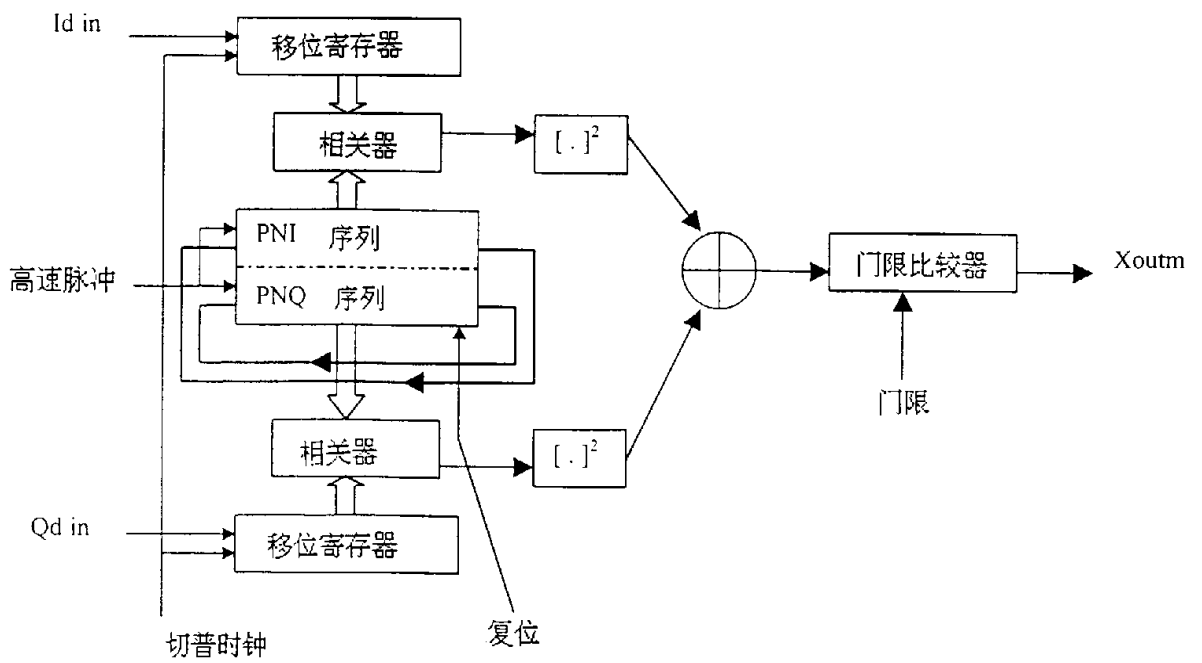 Id in
移位寄存器
相关器
[ . ]²
PNI 序列
高速脉冲
PNQ 序列
门限比较器
Xoutm
门限
相关器
[ . ]²
Qd in
移位寄存器
切普时钟
复位